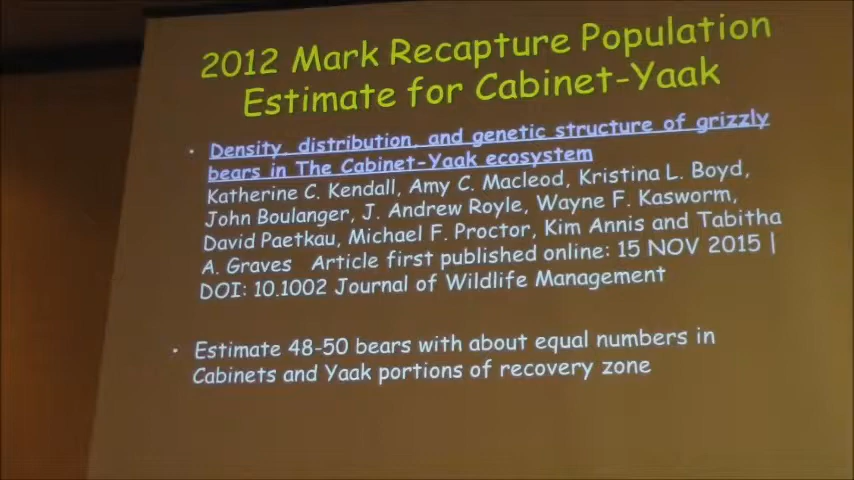 2012 Mark Recapture Population
Estimate for Cabinet-Yaak
• Density, distribution, and genetic structure of grizzly
bears in The Cabinet-Yaak ecosystem
Katherine C. Kendall, Amy C. Macleod, Kristina L. Boyd,
John Boulanger, J. Andrew Royle, Wayne F. Kasworm,
David Paetkau, Michael F. Proctor, Kim Annis and Tabitha
A. Graves Article first published online: 15 NOV 2015 |
DOI: 10.1002 Journal of Wildlife Management
• Estimate 48-50 bears with about equal numbers in
Cabinets and Yaak portions of recovery zone